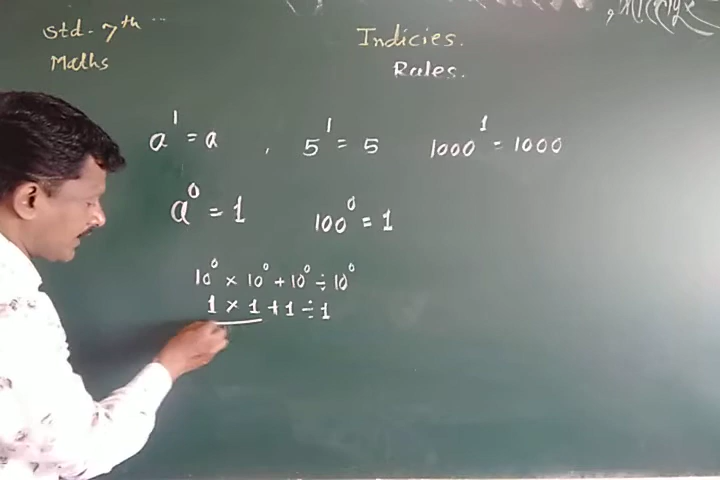 Std. 7th
Maths
Indicies.
Rules.
a¹ = a , 5¹ = 5 1000¹ = 1000
a⁰ = 1 100⁰ = 1
10⁰ × 10⁰ + 10⁰ ÷ 10⁰
1 × 1 + 1 ÷ 1